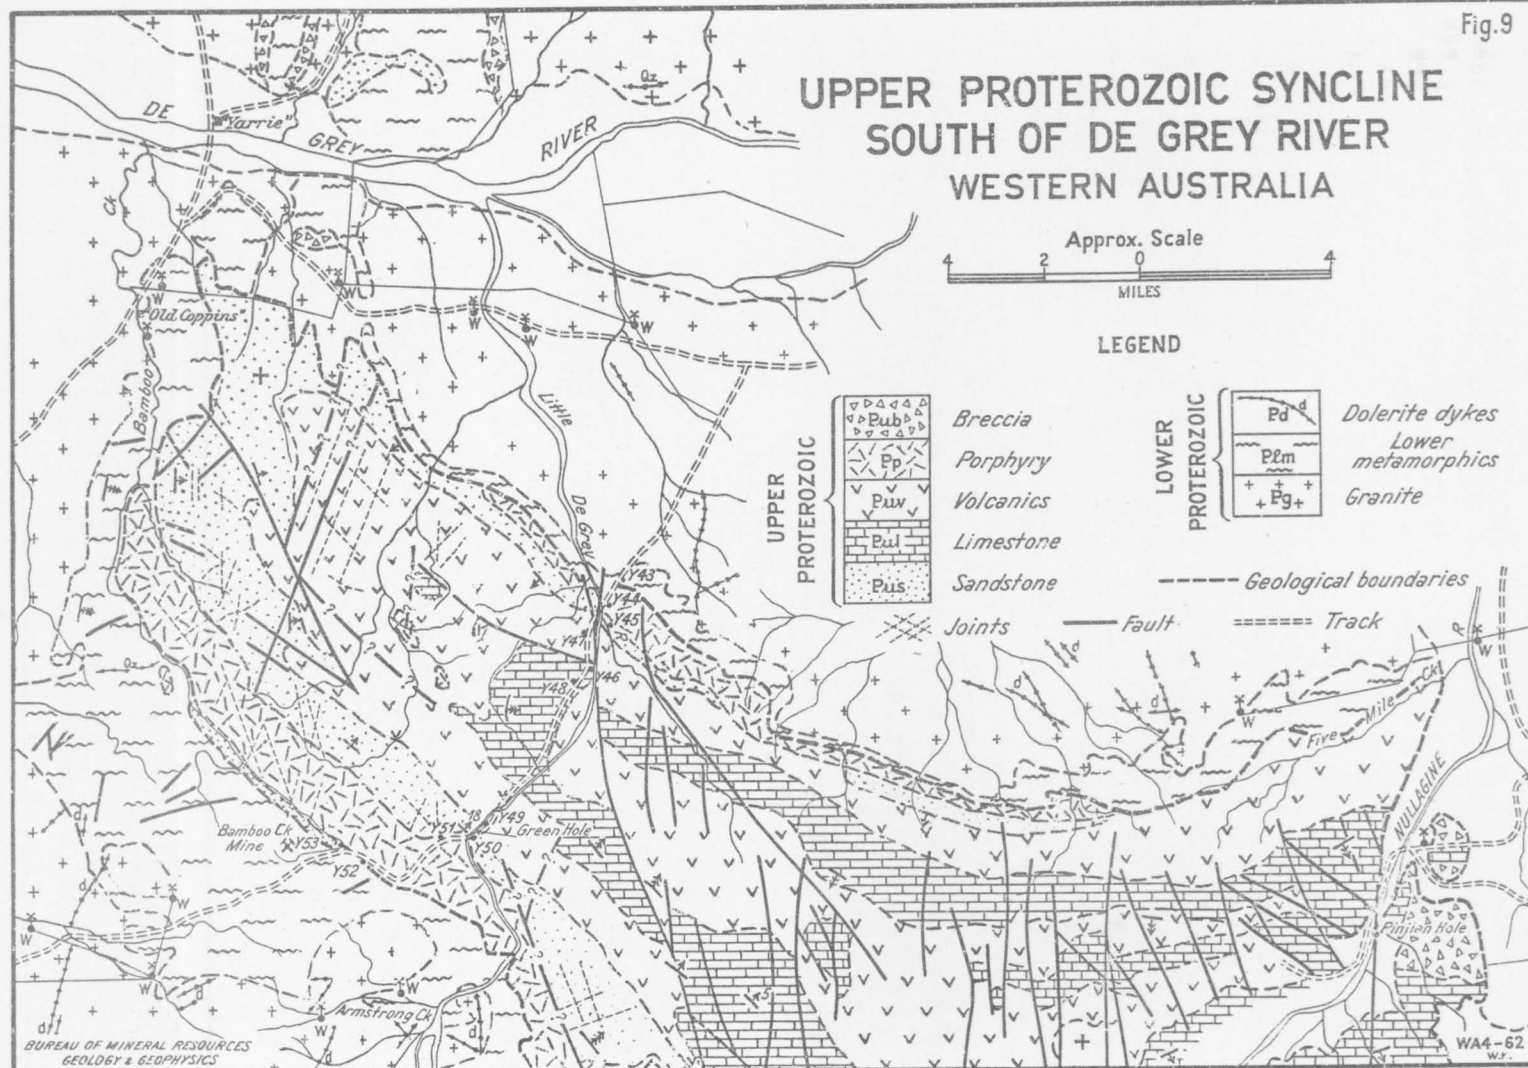 Fig.9
UPPER PROTEROZOIC SYNCLINE
SOUTH OF DE GREY RIVER
WESTERN AUSTRALIA
Approx. Scale
4 2 0 4
MILES
LEGEND
UPPER PROTEROZOIC
Pub Breccia
Pp Porphyry
Puv Volcanics
Pul Limestone
Pus Sandstone
LOWER PROTEROZOIC
Pd d Dolerite dykes
Plm Lower metamorphics
Pg Granite
Geological boundaries
Joints
Fault
Track
DE GREY RIVER
"Yarrie"
Qz
Ck
W
W
"Old Coppins"
W
W
W
Bamboo
Little
De Grey
R
Y43
Y44
Y45
Y47
Y46
Y48
Qz
d
d
d
W
Five Mile Ck
R
W
NULLAGINE
Y49
18
Y51
Y50
Green Hole
Bamboo Ck
Mine
Y53
Y52
d
d
W
W
W
W
W
d
d
Armstrong Ck
d
d
5
Pinjian Hole
BUREAU OF MINERAL RESOURCES
GEOLOGY & GEOPHYSICS
WA4-62